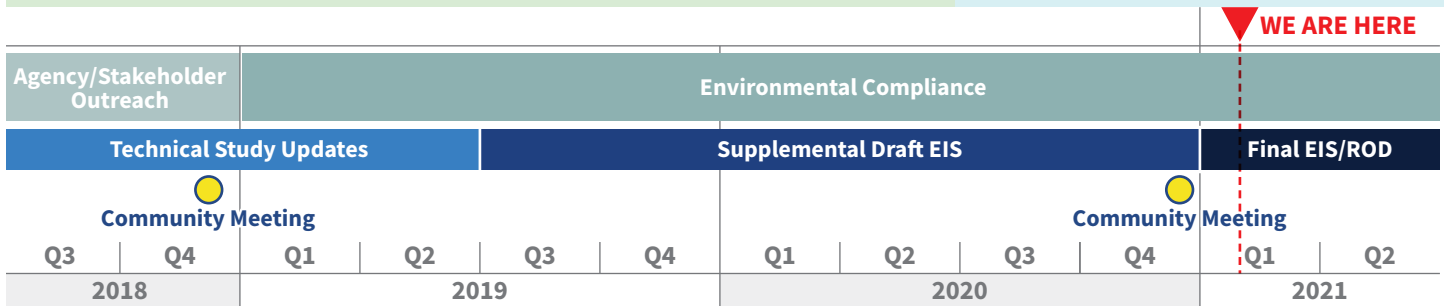 WE ARE HERE
Agency/Stakeholder
Outreach
Environmental Compliance
Technical Study Updates
Supplemental Draft EIS
Final EIS/ROD
Community Meeting
Community Meeting
Q3
Q4
Q1
Q2
Q3
Q4
Q1
Q2
Q3
Q4
Q1
Q2
2018
2019
2020
2021